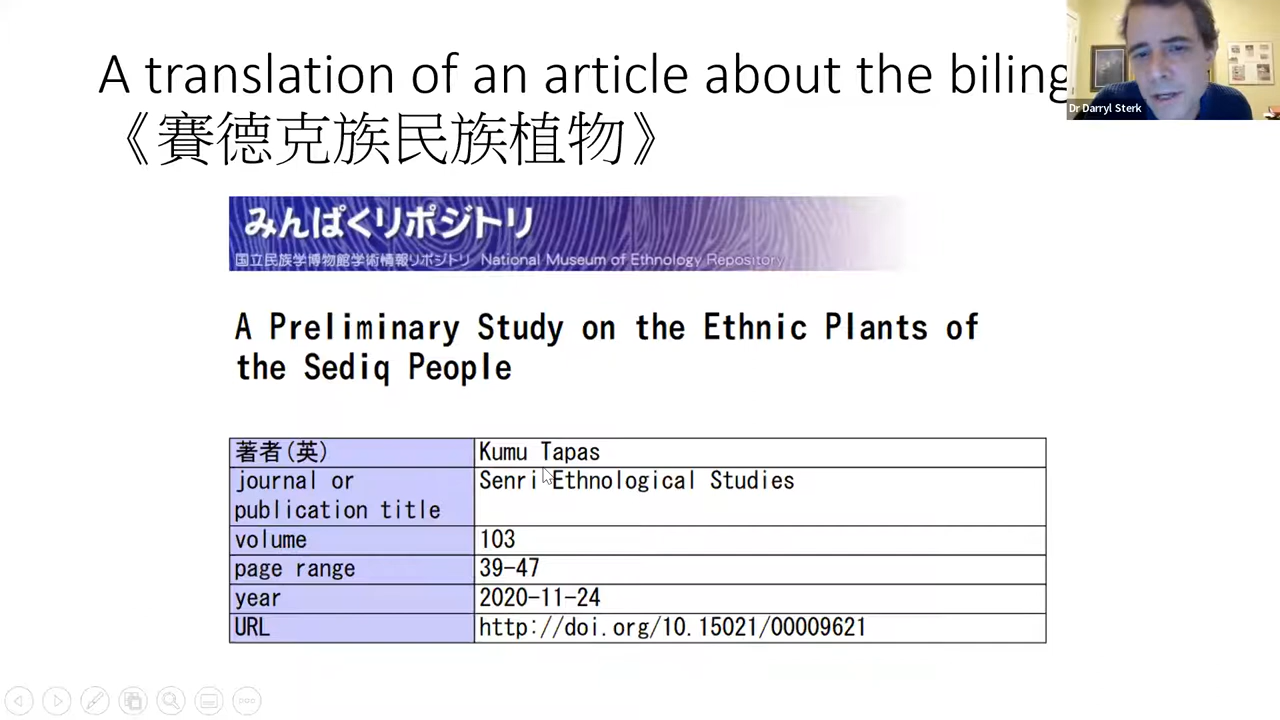 A translation of an article about the biling
《賽德克族民族植物》
Dr Darryl Sterk
みんぱくリポジトリ
国立民族学博物館学術情報リポジトリ National Museum of Ethnology Repository
A Preliminary Study on the Ethnic Plants of
the Sediq People
著者(英) Kumu Tapas
journal or Senri Ethnological Studies
publication title
volume 103
page range 39-47
year 2020-11-24
URL http://doi.org/10.15021/00009621